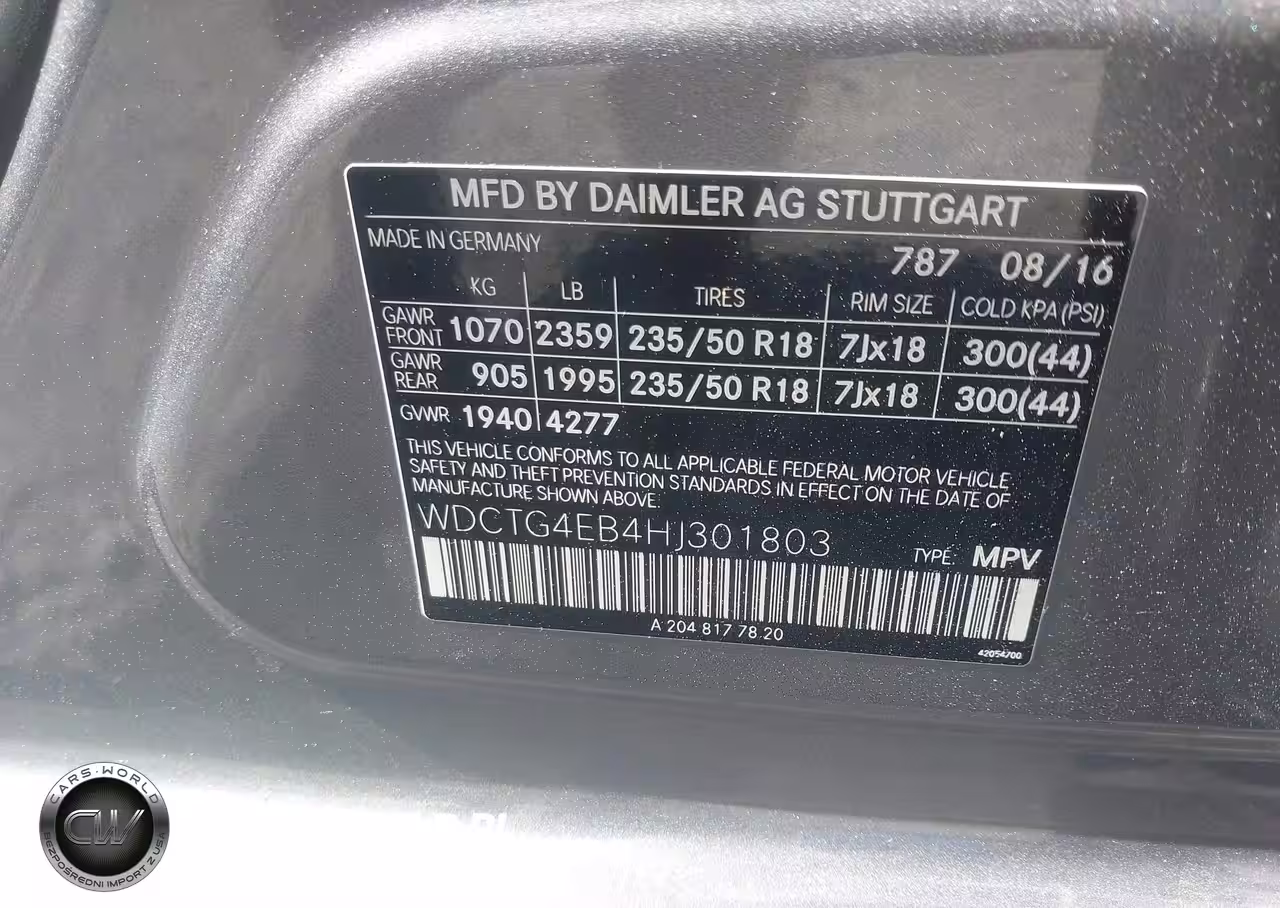 MFD BY DAIMLER AG STUTTGART
MADE IN GERMANY
787 08/16
KG LB TIRES RIM SIZE COLD KPA (PSI)
GAWR FRONT 1070 2359 235/50 R18 7Jx18 300(44)
GAWR REAR 905 1995 235/50 R18 7Jx18 300(44)
GVWR 1940 4277
THIS VEHICLE CONFORMS TO ALL APPLICABLE FEDERAL MOTOR VEHICLE
SAFETY AND THEFT PREVENTION STANDARDS IN EFFECT ON THE DATE OF
MANUFACTURE SHOWN ABOVE.
WDCTG4EB4HJ301803
TYPE: MPV
A 204 817 78 20
42054700
CARS-WORLD
CW
BEZPOŚREDNI IMPORT Z USA